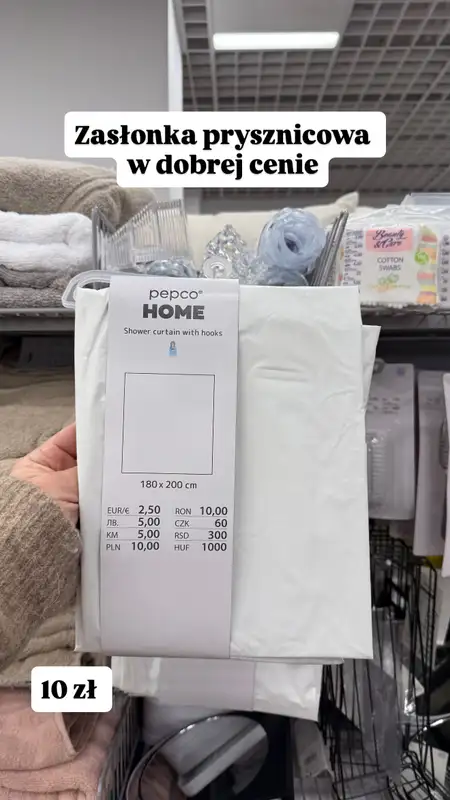 Zasłonka prysznicowa
w dobrej cenie
Beauty
& Care
COTTON
SWABS
pepco®
HOME
Shower curtain with hooks
180 x 200 cm
EUR/€ 2,50 RON 10,00
ЛВ. 5,00 CZK 60
KM 5,00 RSD 300
PLN 10,00 HUF 1000
10 zł